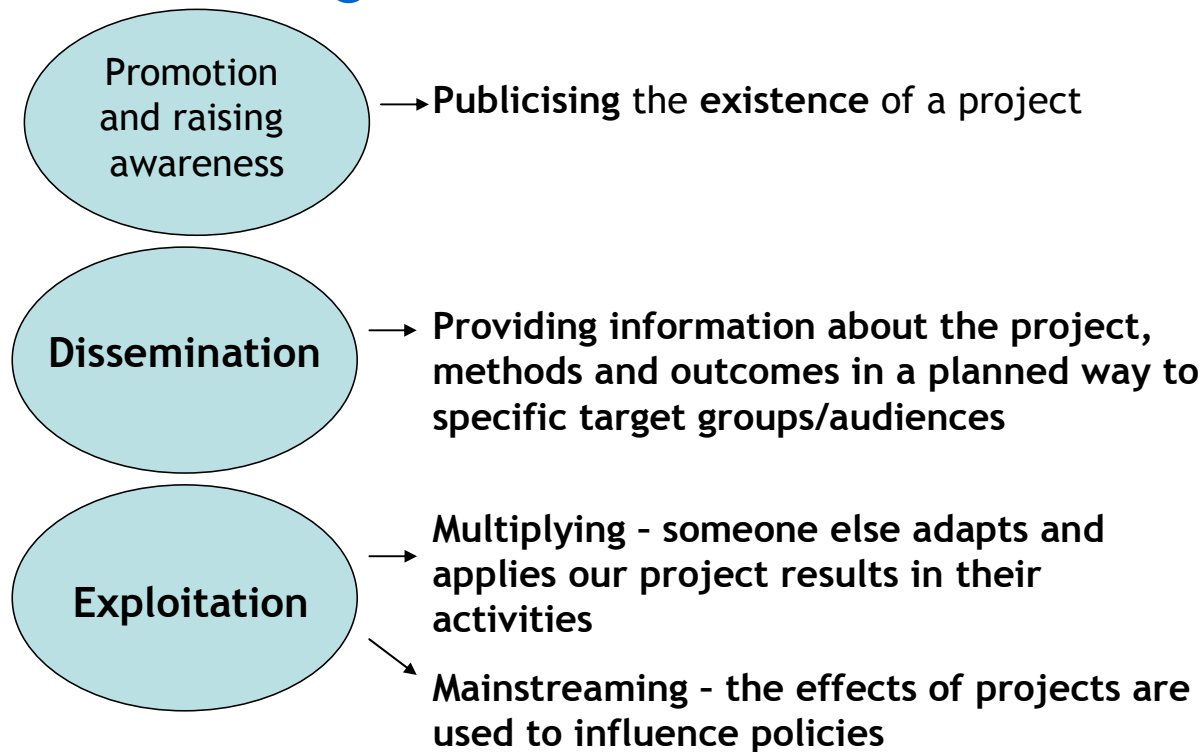 Promotion
and raising
awareness
Publicising the existence of a project
Dissemination
Providing information about the project,
methods and outcomes in a planned way to
specific target groups/audiences
Exploitation
Multiplying - someone else adapts and
applies our project results in their
activities
Mainstreaming - the effects of projects are
used to influence policies